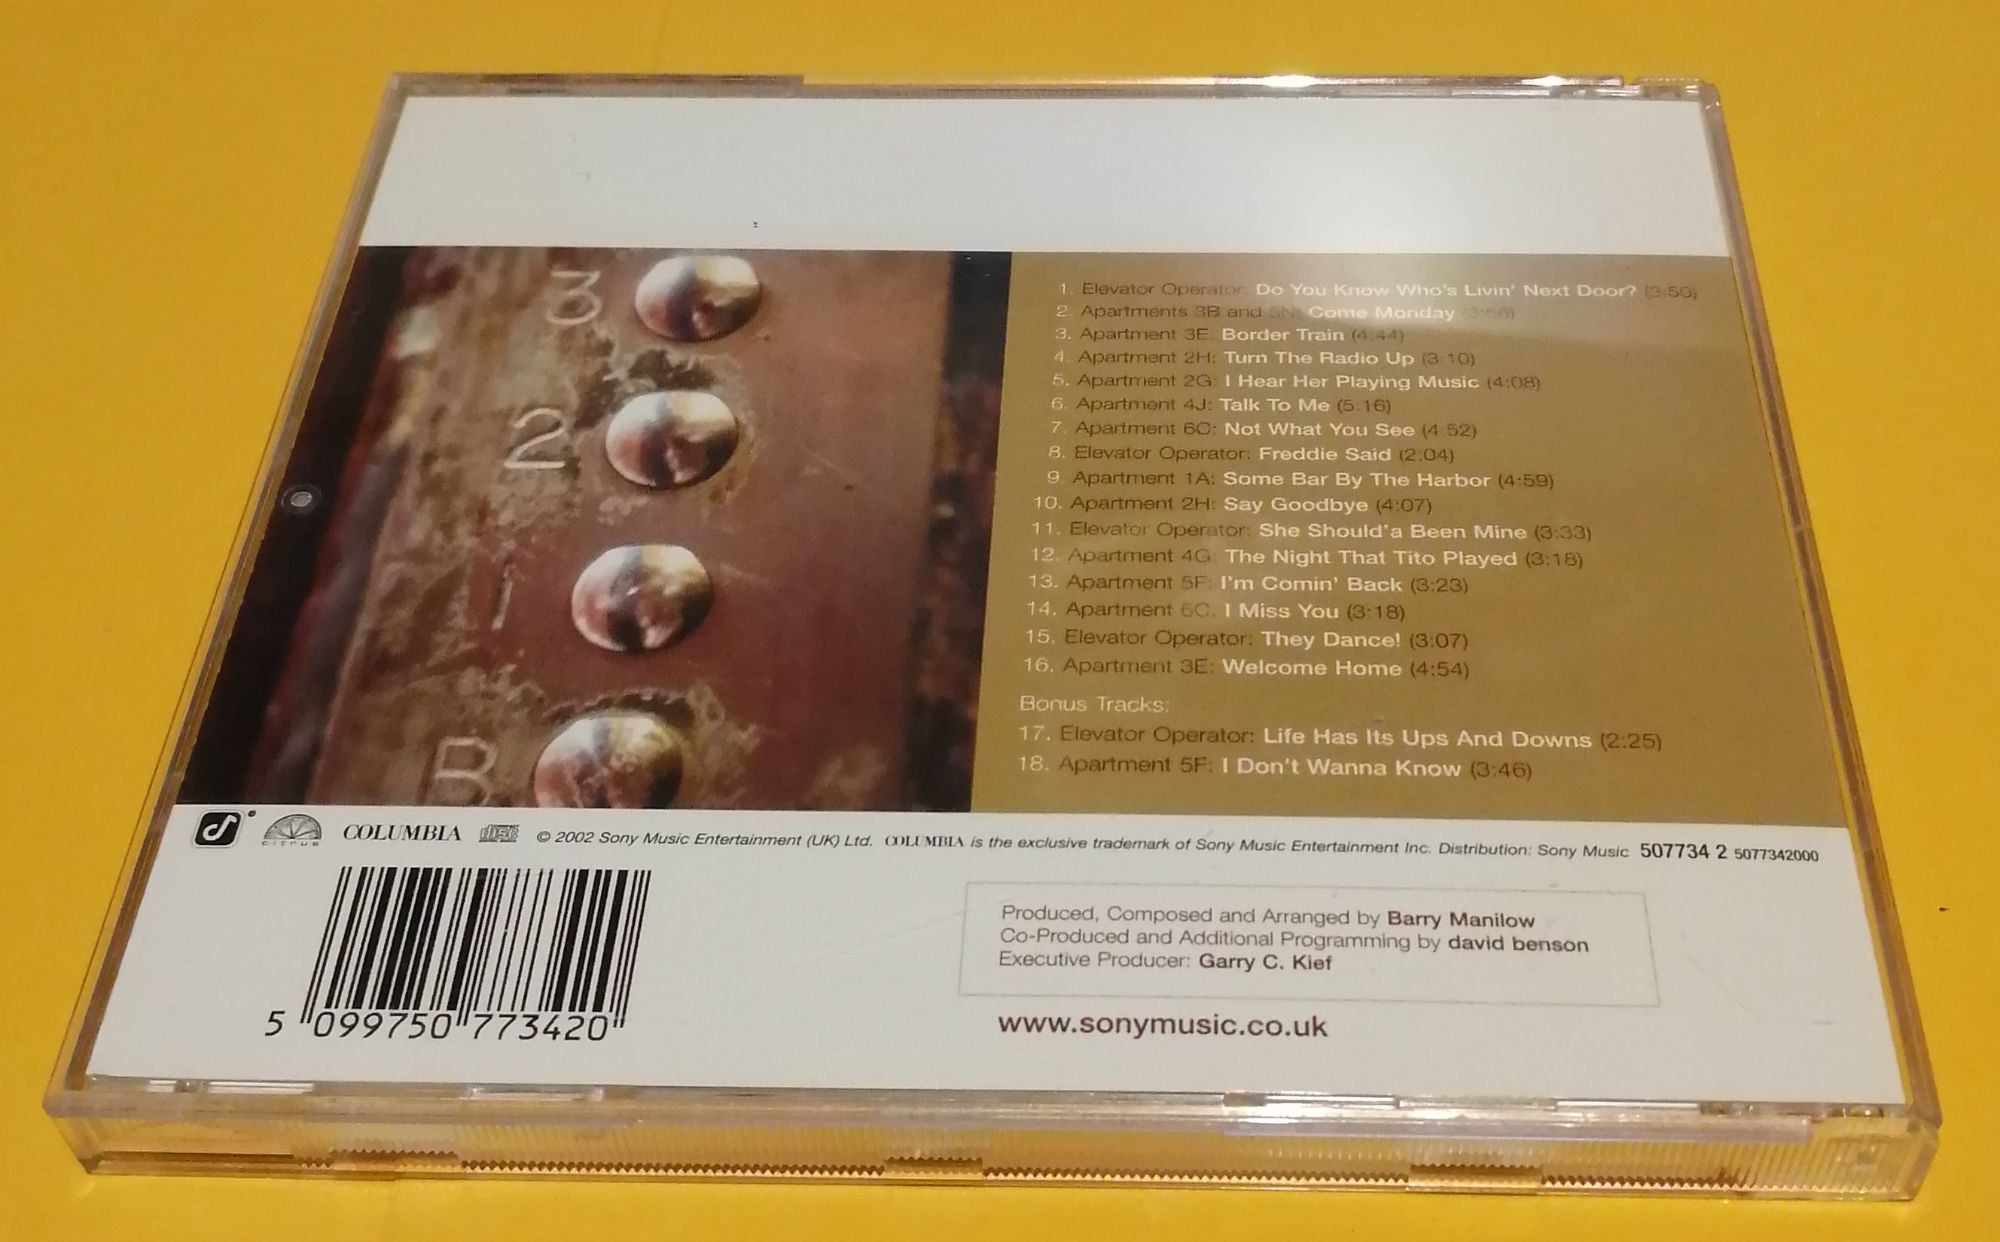 3
2
1
B
1. Elevator Operator: Do You Know Who's Livin' Next Door? (3:50)
2. Apartments 3B and 5N: Come Monday (3:56)
3. Apartment 3E: Border Train (4:44)
4. Apartment 2H: Turn The Radio Up (3:10)
5. Apartment 2G: I Hear Her Playing Music (4:08)
6. Apartment 4J: Talk To Me (5:16)
7. Apartment 6C: Not What You See (4:52)
8. Elevator Operator: Freddie Said (2:04)
9. Apartment 1A: Some Bar By The Harbor (4:59)
10. Apartment 2H: Say Goodbye (4:07)
11. Elevator Operator: She Should'a Been Mine (3:33)
12. Apartment 4G: The Night That Tito Played (3:18)
13. Apartment 5F: I'm Comin' Back (3:23)
14. Apartment 6C: I Miss You (3:18)
15. Elevator Operator: They Dance! (3:07)
16. Apartment 3E: Welcome Home (4:54)
Bonus Tracks:
17. Elevator Operator: Life Has Its Ups And Downs (2:25)
18. Apartment 5F: I Don't Wanna Know (3:46)
citrus COLUMBIA disc © 2002 Sony Music Entertainment (UK) Ltd. COLUMBIA is the exclusive trademark of Sony Music Entertainment Inc. Distribution: Sony Music 507734 2 5077342000
Produced, Composed and Arranged by Barry Manilow
Co-Produced and Additional Programming by david benson
Executive Producer: Garry C. Kief
www.sonymusic.co.uk
5 099750 773420